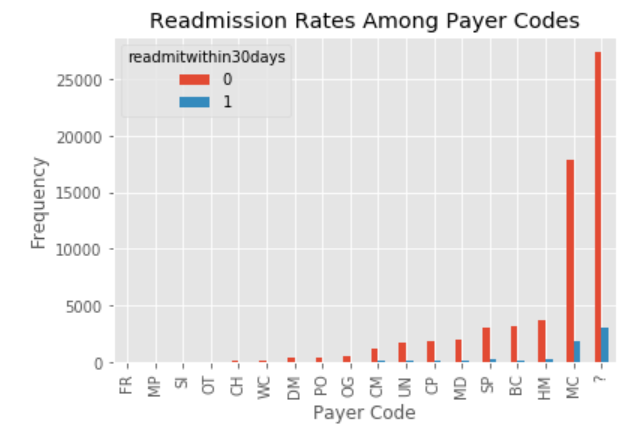 Readmission Rates Among Payer Codes
readmitwithin30days
0
1
25000
20000
15000
10000
5000
0
Frequency
FR MP SI OT CH WC DM PO OG CM UN CP MD SP BC HM MC ?
Payer Code